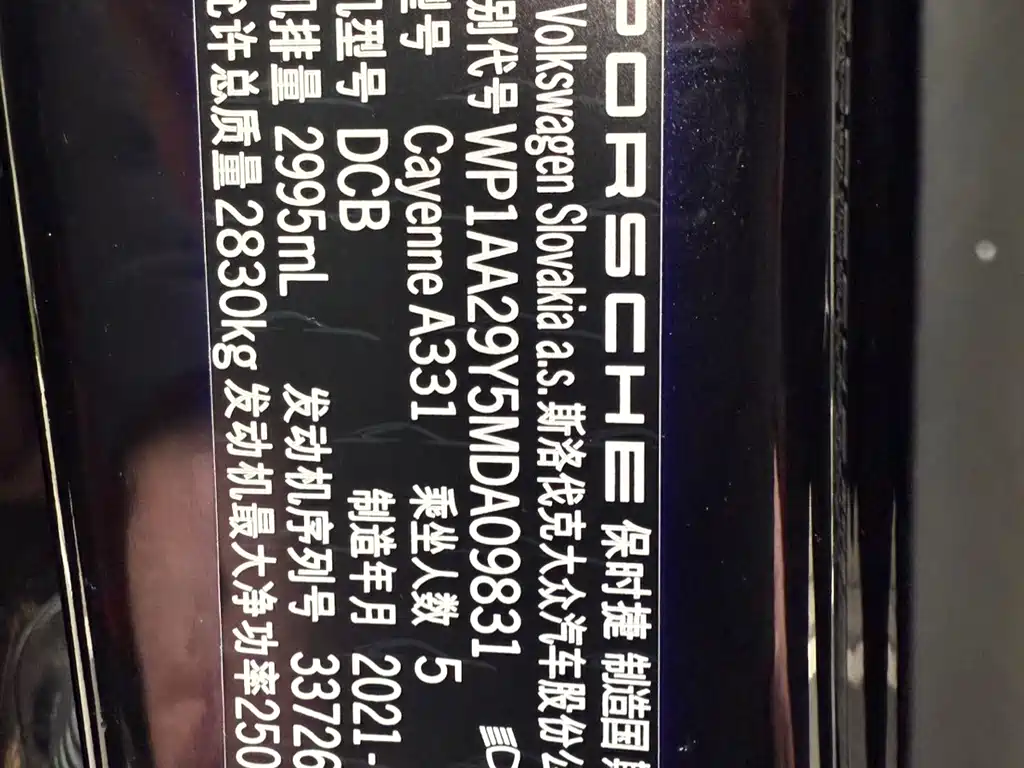 PORSCHE 保时捷 制造国
Volkswagen Slovakia a.s. 斯洛伐克大众汽车股份公
别代号 WP1AA29Y5MDA09831
型号 Cayenne A331 乘坐人数 5
机型号 DCB 制造年月 2021-
机排量 2995mL 发动机序列号 33726
允许总质量 2830kg 发动机最大净功率250